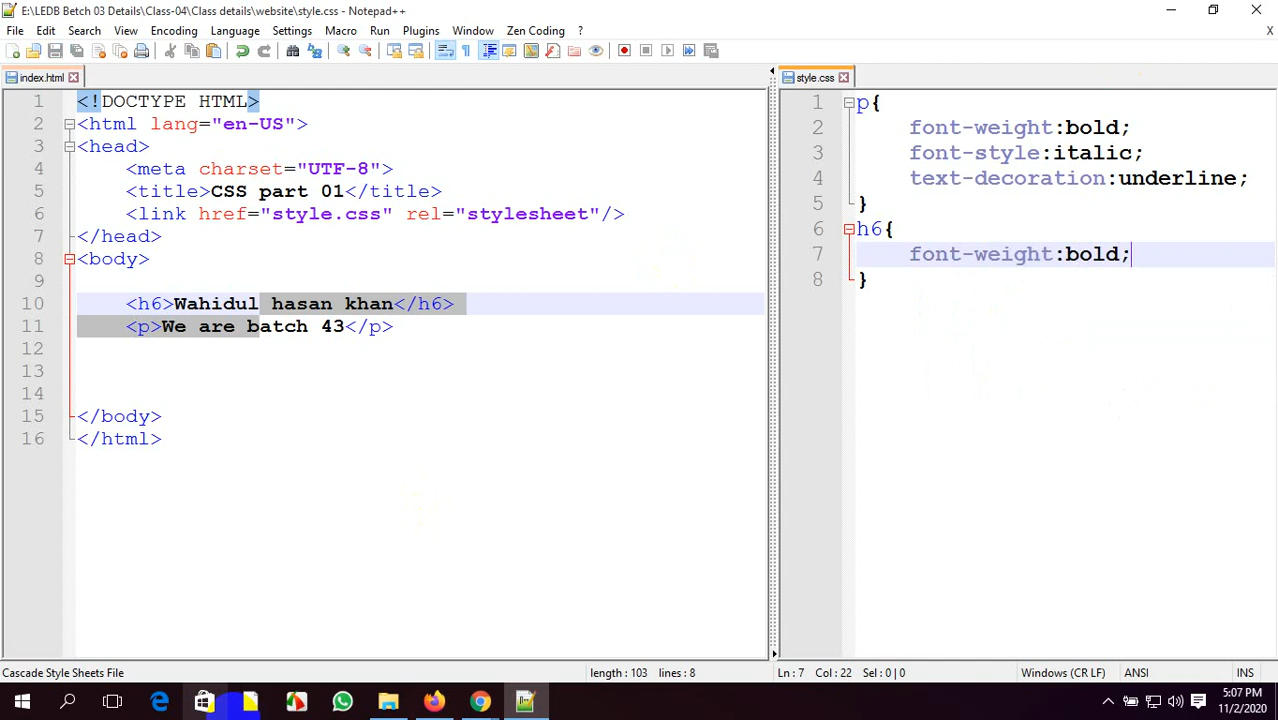 E:\LEDB Betch 03 Details\Class-04\Class details\website\style.css - Notepad++
File Edit Search View Encoding Language Settings Macro Run Plugins Window Zen Coding ? X
index.html
style.css
1 <!DOCTYPE HTML>
2 <html lang="en-US">
3 <head>
4 <meta charset="UTF-8">
5 <title>CSS part 01</title>
6 <link href="style.css" rel="stylesheet"/>
7 </head>
8 <body>
9
10 <h6>Wahidul hasan khan</h6>
11 <p>We are batch 43</p>
12
13
14
15 </body>
16 </html>
1 p{
2 font-weight:bold;
3 font-style:italic;
4 text-decoration:underline;
5 }
6 h6{
7 font-weight:bold;
8 }
Cascade Style Sheets File length : 103 lines : 8 Ln : 7 Col : 22 Sel : 0 | 0 Windows (CR LF) ANSI INS
5:07 PM
11/2/2020